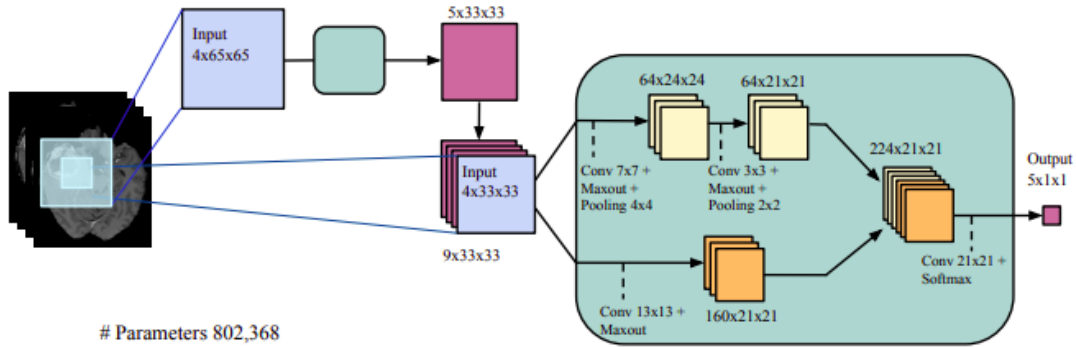 5x33x33
Input
4x65x65
64x24x24
64x21x21
224x21x21
Output
5x1x1
Input
4x33x33
Conv 7x7 +
Maxout +
Pooling 4x4
Conv 3x3 +
Maxout +
Pooling 2x2
9x33x33
Conv 21x21 +
Softmax
Conv 13x13 +
Maxout
160x21x21
# Parameters 802,368